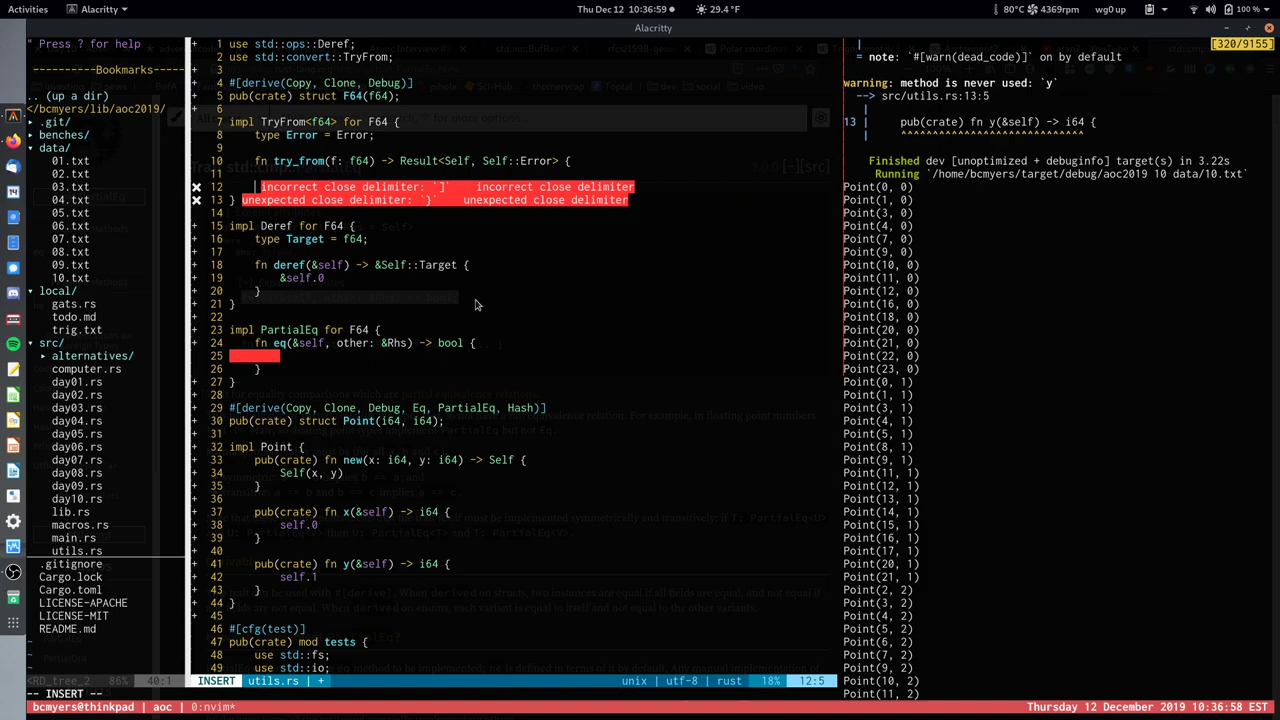 Activities
Alacritty
Thu Dec 12 10:36:59
29.4 °F
80°C
4369rpm
wg0 up
100 %
Alacritty
" Press ? for help
----------Bookmarks-----
.. (up a dir)
</bcmyers/lib/aoc2019/
▸ .git/
▸ benches/
▾ data/
01.txt
02.txt
03.txt
04.txt
05.txt
06.txt
07.txt
08.txt
09.txt
10.txt
▾ local/
gats.rs
todo.md
trig.txt
▾ src/
▸ alternatives/
computer.rs
day01.rs
day02.rs
day03.rs
day04.rs
day05.rs
day06.rs
day07.rs
day08.rs
day09.rs
day10.rs
lib.rs
macros.rs
main.rs
utils.rs
.gitignore
Cargo.lock
Cargo.toml
LICENSE-APACHE
LICENSE-MIT
README.md
~
~
~
<RD_tree_2 86% 40:1
-- INSERT --
+ 1 use std::ops::Deref;
+ 2 use std::convert::TryFrom;
+ 3
+ 4 #[derive(Copy, Clone, Debug)]
+ 5 pub(crate) struct F64(f64);
+ 6
+ 7 impl TryFrom<f64> for F64 {
+ 8 type Error = Error;
+ 9
+ 10 fn try_from(f: f64) -> Result<Self, Self::Error> {
+ 11
✖ 12 incorrect close delimiter: `]` incorrect close delimiter
✖ 13 } unexpected close delimiter: `}` unexpected close delimiter
+ 14
+ 15 impl Deref for F64 {
+ 16 type Target = f64;
+ 17
+ 18 fn deref(&self) -> &Self::Target {
+ 19 &self.0
+ 20 }
+ 21 }
22
+ 23 impl PartialEq for F64 {
+ 24 fn eq(&self, other: &Rhs) -> bool {
+ 25
+ 26 }
+ 27 }
+ 28
+ 29 #[derive(Copy, Clone, Debug, Eq, PartialEq, Hash)]
+ 30 pub(crate) struct Point(i64, i64);
+ 31
+ 32 impl Point {
+ 33 pub(crate) fn new(x: i64, y: i64) -> Self {
+ 34 Self(x, y)
+ 35 }
+ 36
+ 37 pub(crate) fn x(&self) -> i64 {
+ 38 self.0
+ 39 }
+ 40
+ 41 pub(crate) fn y(&self) -> i64 {
+ 42 self.1
+ 43 }
+ 44 }
+ 45
+ 46 #[cfg(test)]
+ 47 pub(crate) mod tests {
+ 48 use std::fs;
+ 49 use std::io;
INSERT utils.rs | + unix | utf-8 | rust 18% 12:5
[320/9155]
|
= note: `#[warn(dead_code)]` on by default
warning: method is never used: `y`
--> src/utils.rs:13:5
|
13 | pub(crate) fn y(&self) -> i64 {
| ^^^^^^^^^^^^^^^^^^^^^^^^^^^^^
Finished dev [unoptimized + debuginfo] target(s) in 3.22s
Running `/home/bcmyers/target/debug/aoc2019 10 data/10.txt`
Point(0, 0)
Point(1, 0)
Point(3, 0)
Point(4, 0)
Point(7, 0)
Point(9, 0)
Point(10, 0)
Point(11, 0)
Point(12, 0)
Point(16, 0)
Point(18, 0)
Point(20, 0)
Point(21, 0)
Point(22, 0)
Point(23, 0)
Point(0, 1)
Point(1, 1)
Point(3, 1)
Point(4, 1)
Point(5, 1)
Point(8, 1)
Point(9, 1)
Point(11, 1)
Point(12, 1)
Point(13, 1)
Point(14, 1)
Point(15, 1)
Point(16, 1)
Point(17, 1)
Point(20, 1)
Point(21, 1)
Point(2, 2)
Point(3, 2)
Point(4, 2)
Point(5, 2)
Point(6, 2)
Point(7, 2)
Point(9, 2)
Point(10, 2)
Point(11, 2)
bcmyers@thinkpad | aoc | 0:nvim*
Thursday 12 December 2019 10:36:58 EST